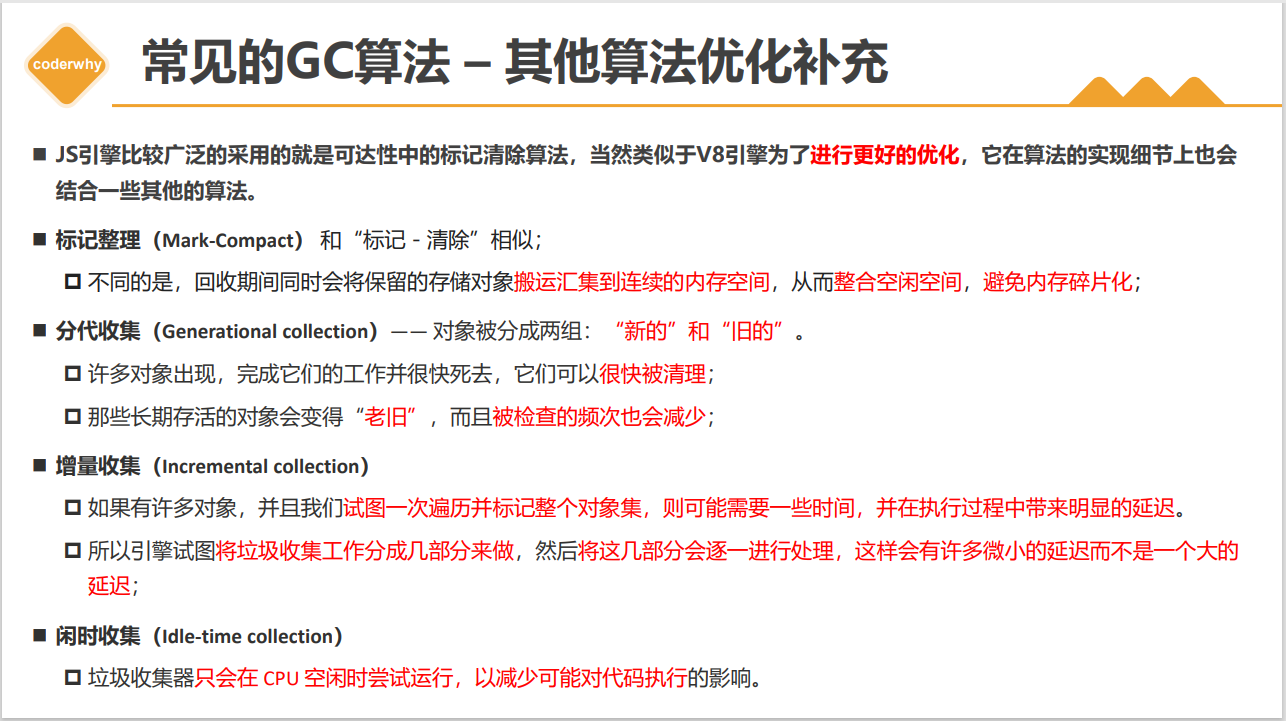 coderwhy
常见的GC算法 – 其他算法优化补充
JS引擎比较广泛的采用的就是可达性中的标记清除算法，当然类似于V8引擎为了进行更好的优化，它在算法的实现细节上也会
结合一些其他的算法。
标记整理（Mark-Compact） 和“标记－清除”相似；
不同的是，回收期间同时会将保留的存储对象搬运汇集到连续的内存空间，从而整合空闲空间，避免内存碎片化；
分代收集（Generational collection）—— 对象被分成两组：“新的”和“旧的”。
许多对象出现，完成它们的工作并很快死去，它们可以很快被清理；
那些长期存活的对象会变得“老旧”，而且被检查的频次也会减少；
增量收集（Incremental collection）
如果有许多对象，并且我们试图一次遍历并标记整个对象集，则可能需要一些时间，并在执行过程中带来明显的延迟。
所以引擎试图将垃圾收集工作分成几部分来做，然后将这几部分会逐一进行处理，这样会有许多微小的延迟而不是一个大的
延迟；
闲时收集（Idle-time collection）
垃圾收集器只会在 CPU 空闲时尝试运行，以减少可能对代码执行的影响。